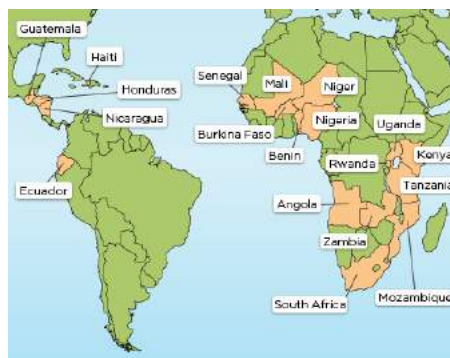 Guatemala
Haiti
Honduras
Nicaragua
Ecuador
Senegal
Mali
Niger
Burkina Faso
Nigeria
Benin
Uganda
Rwanda
Kenya
Tanzania
Angola
Zambia
South Africa
Mozambique